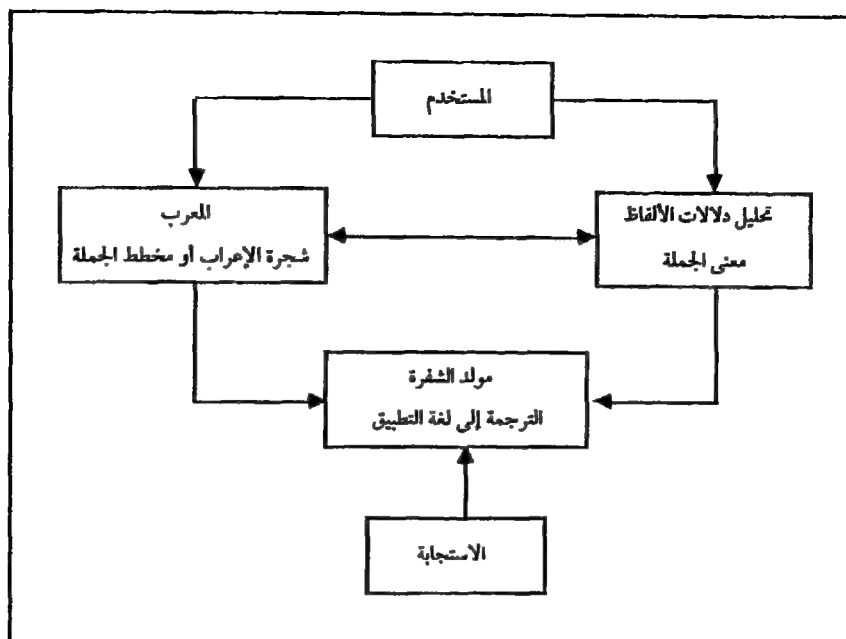 المستخدم
تحليل دلالات الألفاظ
معنى الجملة
المعرب
شجرة الإعراب أو مخطط الجملة
مولد الشفرة
الترجمة إلى لغة التطبيق
الاستجابة